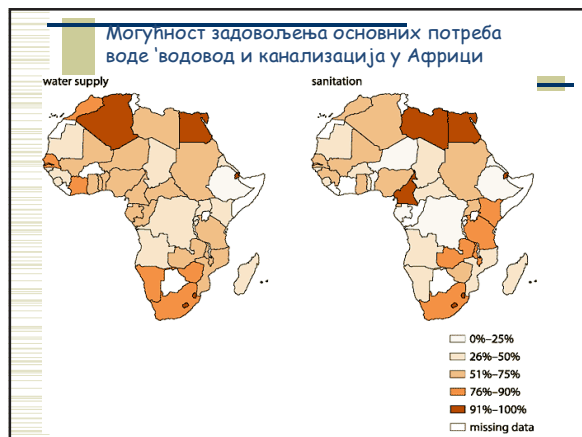 Могућност задовољења основних потреба
воде 'водовод и канализација у Африци
water supply
sanitation
0%–25%
26%–50%
51%–75%
76%–90%
91%–100%
missing data